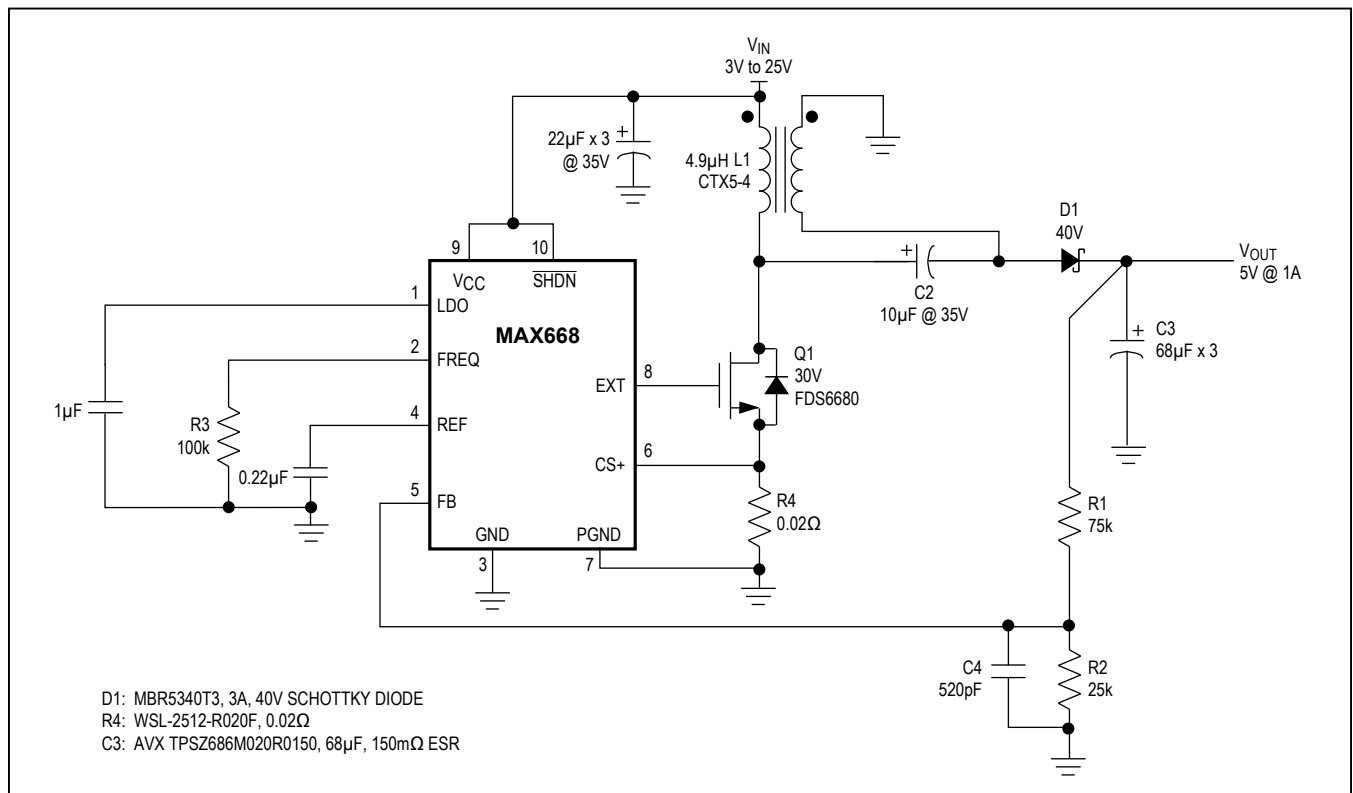 V_IN
3V to 25V
22µF x 3
@ 35V
+
4.9µH L1
CTX5-4
D1
40V
V_OUT
5V @ 1A
+
C2
10µF @ 35V
C3
68µF x 3
+
9
10
V_CC
S̅H̅D̅N̅
MAX668
1
LDO
2
FREQ
4
REF
5
FB
EXT
8
CS+
6
GND
3
PGND
7
1µF
R3
100k
0.22µF
Q1
30V
FDS6680
R4
0.02Ω
R1
75k
C4
520pF
R2
25k
D1: MBR5340T3, 3A, 40V SCHOTTKY DIODE
R4: WSL-2512-R020F, 0.02Ω
C3: AVX TPSZ686M020R0150, 68µF, 150mΩ ESR